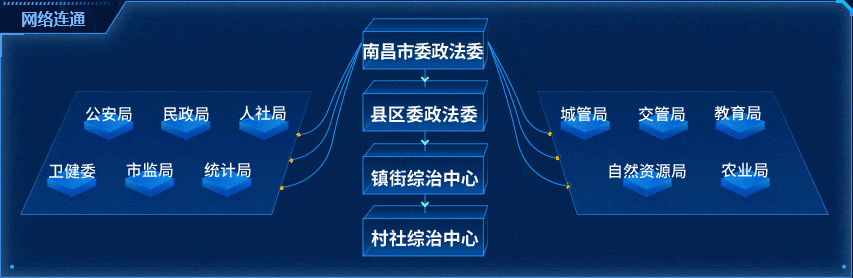 网络连通
南昌市委政法委
县区委政法委
镇街综治中心
村社综治中心
公安局 民政局 人社局
卫健委 市监局 统计局
城管局 交管局 教育局
自然资源局 农业局